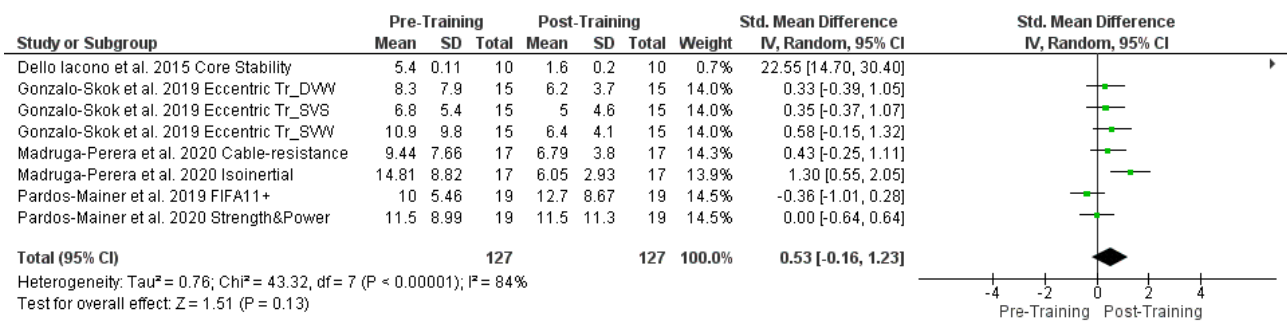 Pre-Training Post-Training Std. Mean Difference Std. Mean Difference
Study or Subgroup Mean SD Total Mean SD Total Weight IV, Random, 95% CI IV, Random, 95% CI
Dello Iacono et al. 2015 Core Stability 5.4 0.11 10 1.6 0.2 10 0.7% 22.55 [14.70, 30.40]
Gonzalo-Skok et al. 2019 Eccentric Tr_DVW 8.3 7.9 15 6.2 3.7 15 14.0% 0.33 [-0.39, 1.05]
Gonzalo-Skok et al. 2019 Eccentric Tr_SVS 6.8 5.4 15 5 4.6 15 14.0% 0.35 [-0.37, 1.07]
Gonzalo-Skok et al. 2019 Eccentric Tr_SVW 10.9 9.8 15 6.4 4.1 15 14.0% 0.58 [-0.15, 1.32]
Madruga-Perera et al. 2020 Cable-resistance 9.44 7.66 17 6.79 3.8 17 14.3% 0.43 [-0.25, 1.11]
Madruga-Perera et al. 2020 Isoinertial 14.81 8.82 17 6.05 2.93 17 13.9% 1.30 [0.55, 2.05]
Pardos-Mainer et al. 2019 FIFA11+ 10 5.46 19 12.7 8.67 19 14.5% -0.36 [-1.01, 0.28]
Pardos-Mainer et al. 2020 Strength&Power 11.5 8.99 19 11.5 11.3 19 14.5% 0.00 [-0.64, 0.64]
Total (95% CI) 127 127 100.0% 0.53 [-0.16, 1.23]
Heterogeneity: Tau² = 0.76; Chi² = 43.32, df = 7 (P < 0.00001); I² = 84%
Test for overall effect: Z = 1.51 (P = 0.13)
-4 -2 0 2 4
Pre-Training Post-Training